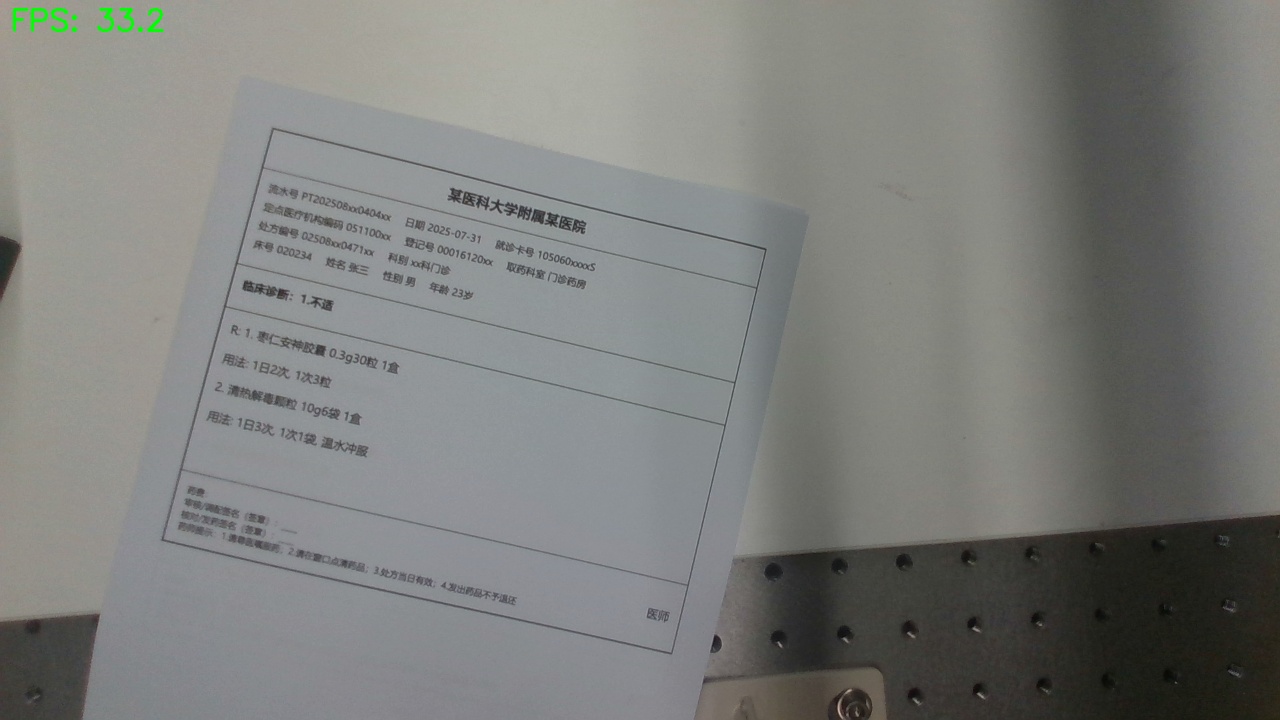 FPS: 33.2
某医科大学附属某医院
流水号 PT202508xx0404xx 日期 2025-07-31 就诊卡号 105060xxxxS
定点医疗机构编码 051100xx 登记号 00016120xx 取药科室 门诊药房
处方编号 02508xx0471xx 科别 xx科门诊
床号 020234 姓名 张三 性别 男 年龄 23岁
临床诊断：1.不适
R: 1. 枣仁安神胶囊 0.3g30粒 1盒
用法: 1日2次, 1次3粒
2. 清热解毒颗粒 10g6袋 1盒
用法: 1日3次, 1次1袋, 温水冲服
药费
审核/调配签名（签章）: ___
核对/发药签名（签章）: ___
药师提示：1.请尊医嘱服药；2.请在窗口点清药品；3.处方当日有效；4.发出药品不予退还
医师